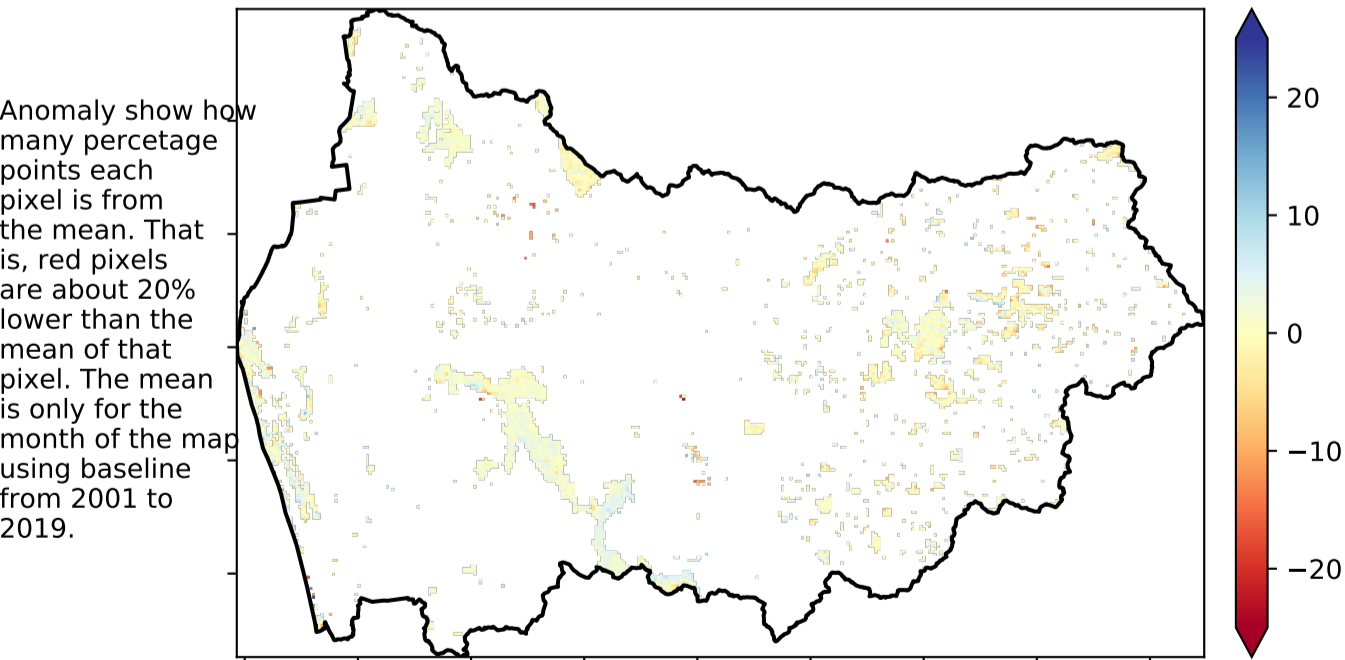 Anomaly show how
many percetage
points each
pixel is from
the mean. That
is, red pixels
are about 20%
lower than the
mean of that
pixel. The mean
is only for the
month of the map
using baseline
from 2001 to
2019.
20
10
0
−10
−20